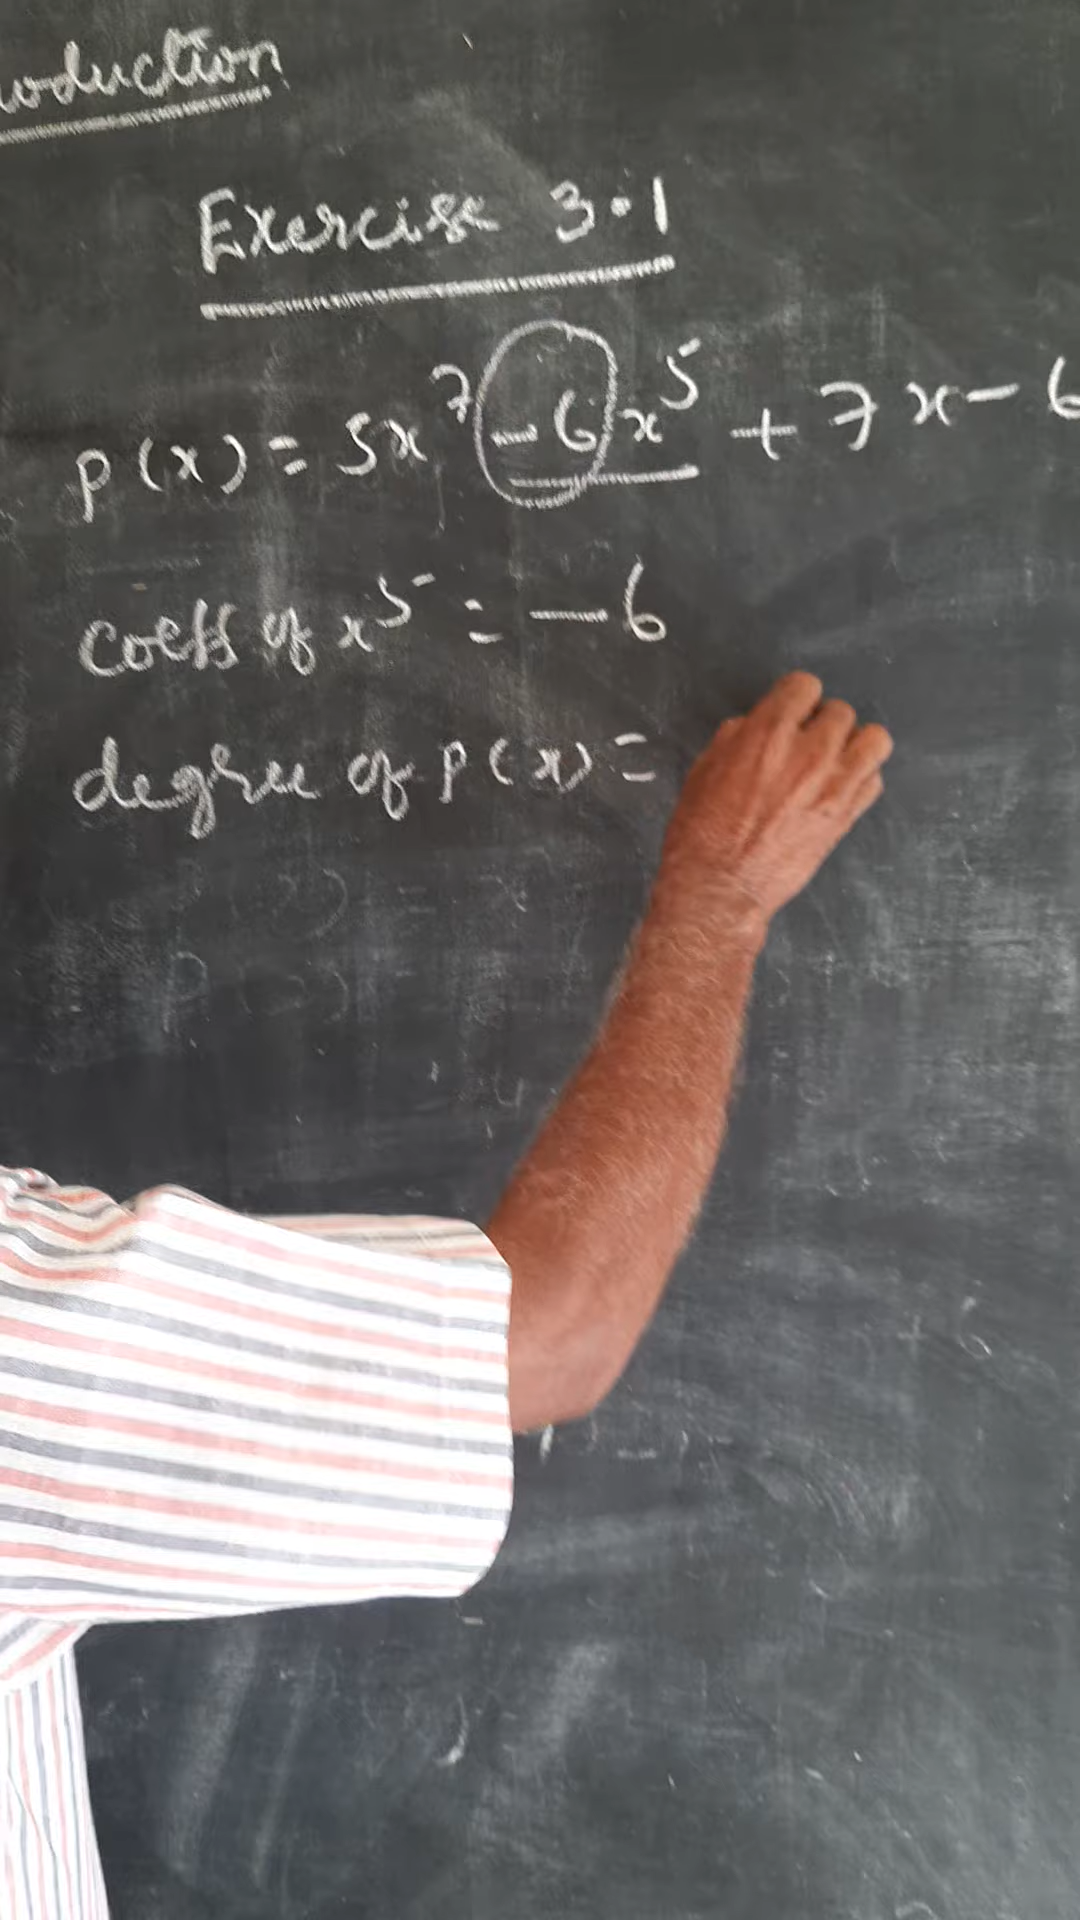 oduction
Exercise 3.1
p(x) = 5x⁷ - 6x⁵ + 7x - 6
coeff of x⁵ = - 6
degree of p(x) =